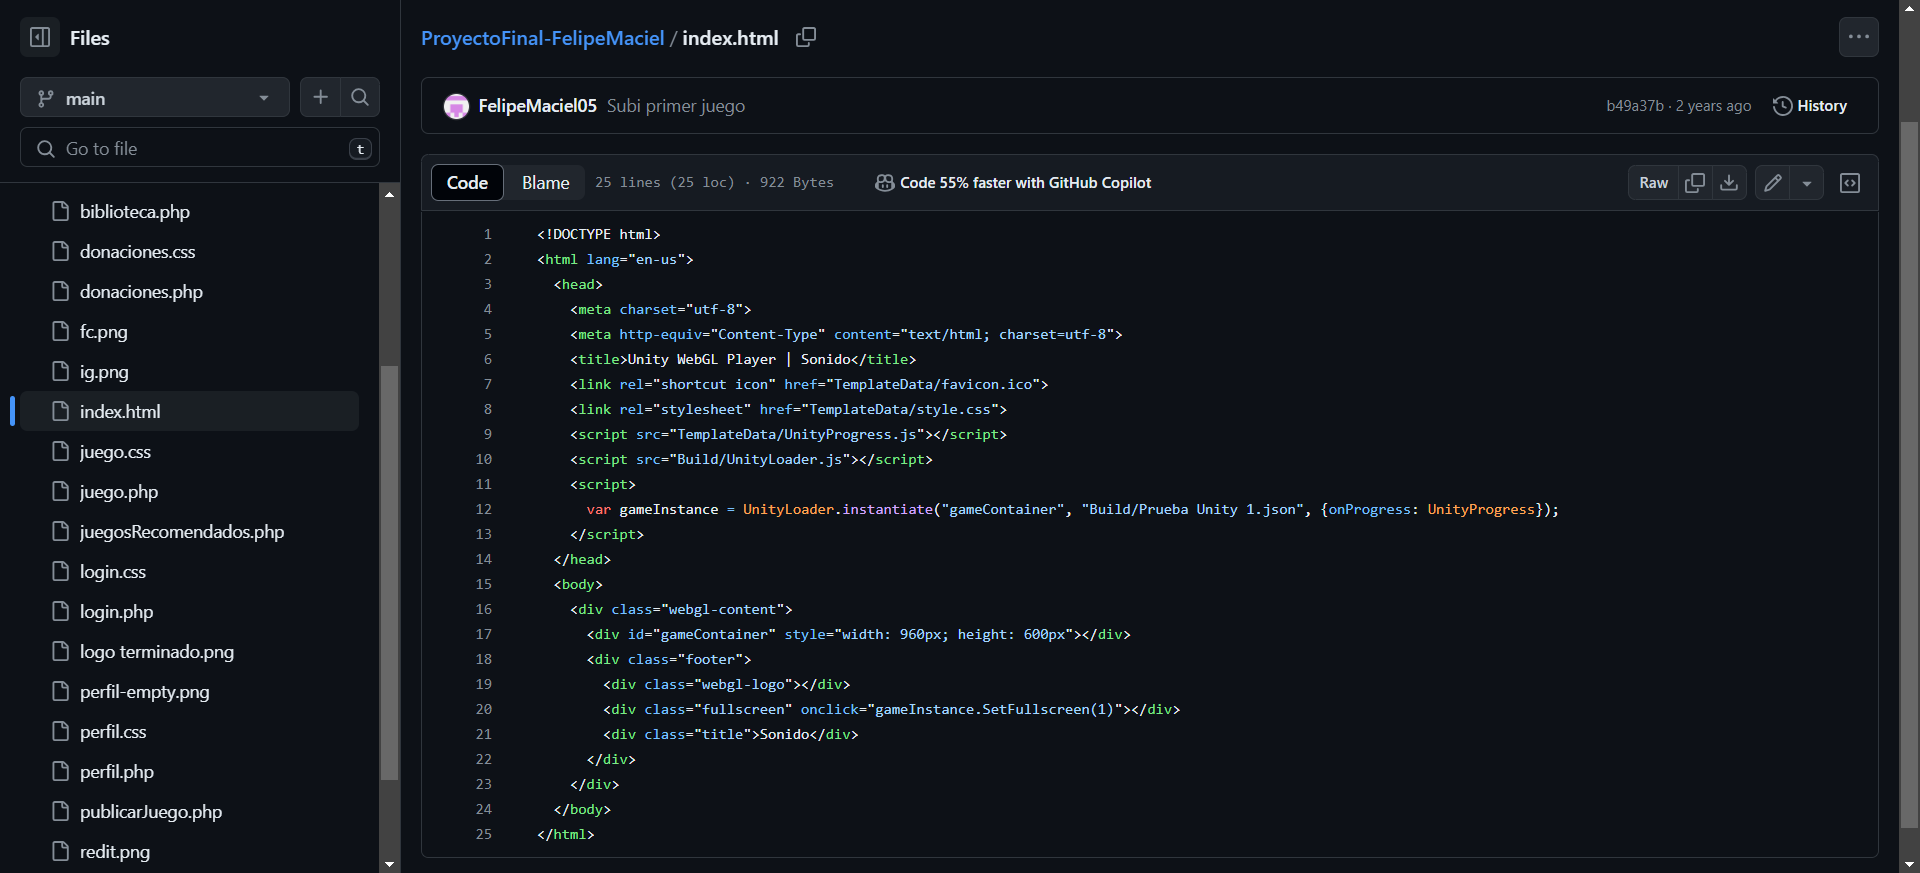 Files
main
Go to file
t
biblioteca.php
donaciones.css
donaciones.php
fc.png
ig.png
index.html
juego.css
juego.php
juegosRecomendados.php
login.css
login.php
logo terminado.png
perfil-empty.png
perfil.css
perfil.php
publicarJuego.php
redit.png
ProyectoFinal-FelipeMaciel / index.html
FelipeMaciel05 Subi primer juego
b49a37b · 2 years ago History
Code Blame 25 lines (25 loc) · 922 Bytes Code 55% faster with GitHub Copilot Raw
1 <!DOCTYPE html>
2 <html lang="en-us">
3 <head>
4 <meta charset="utf-8">
5 <meta http-equiv="Content-Type" content="text/html; charset=utf-8">
6 <title>Unity WebGL Player | Sonido</title>
7 <link rel="shortcut icon" href="TemplateData/favicon.ico">
8 <link rel="stylesheet" href="TemplateData/style.css">
9 <script src="TemplateData/UnityProgress.js"></script>
10 <script src="Build/UnityLoader.js"></script>
11 <script>
12 var gameInstance = UnityLoader.instantiate("gameContainer", "Build/Prueba Unity 1.json", {onProgress: UnityProgress});
13 </script>
14 </head>
15 <body>
16 <div class="webgl-content">
17 <div id="gameContainer" style="width: 960px; height: 600px"></div>
18 <div class="footer">
19 <div class="webgl-logo"></div>
20 <div class="fullscreen" onclick="gameInstance.SetFullscreen(1)"></div>
21 <div class="title">Sonido</div>
22 </div>
23 </div>
24 </body>
25 </html>